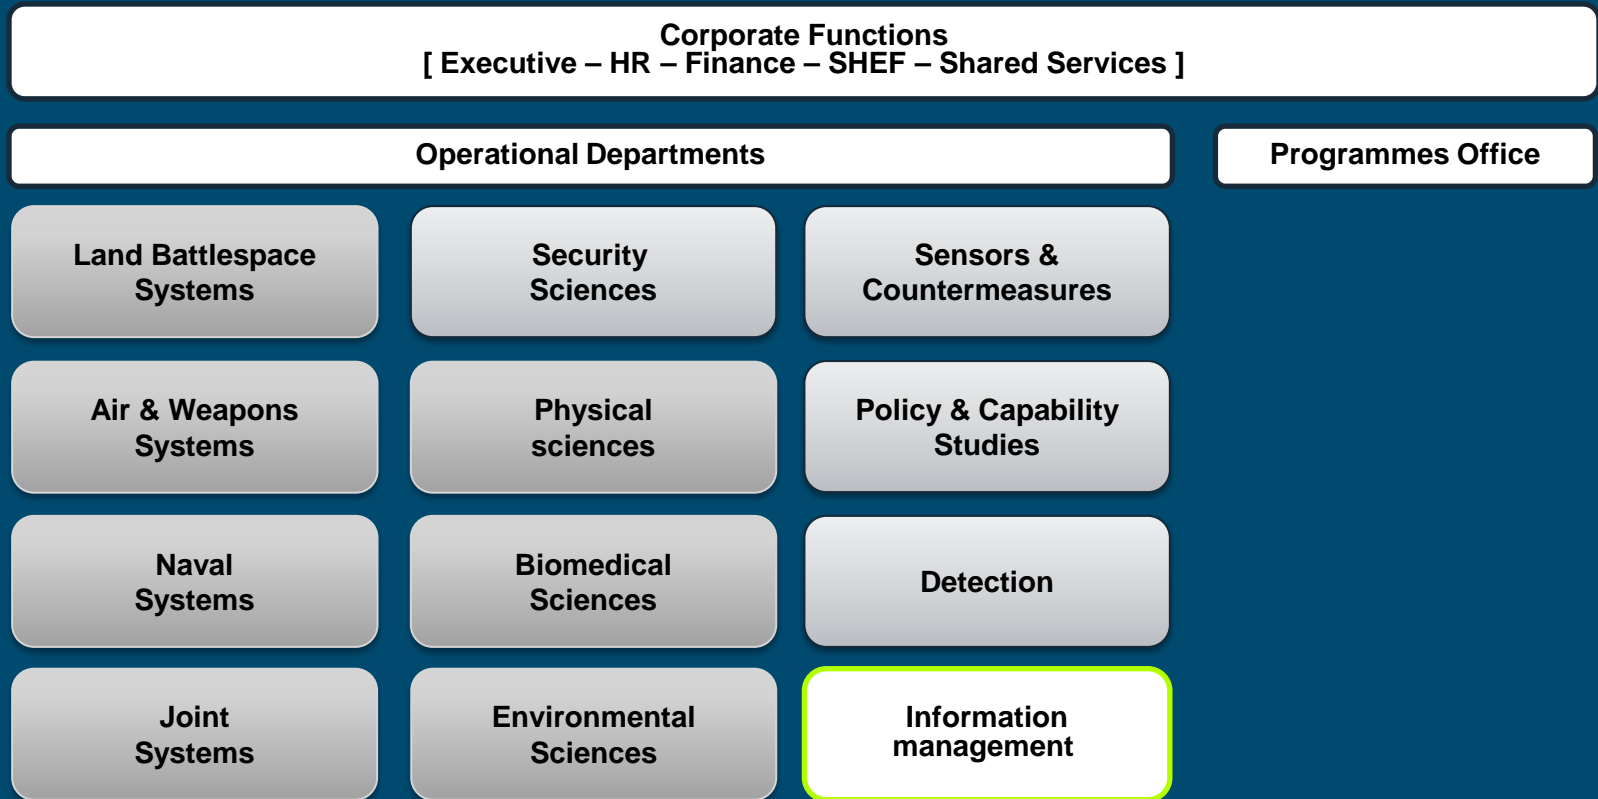 Corporate Functions
[ Executive – HR – Finance – SHEF – Shared Services ]
Operational Departments
Programmes Office
Land Battlespace
Systems
Security
Sciences
Sensors &
Countermeasures
Air & Weapons
Systems
Physical
sciences
Policy & Capability
Studies
Naval
Systems
Biomedical
Sciences
Detection
Joint
Systems
Environmental
Sciences
Information
management